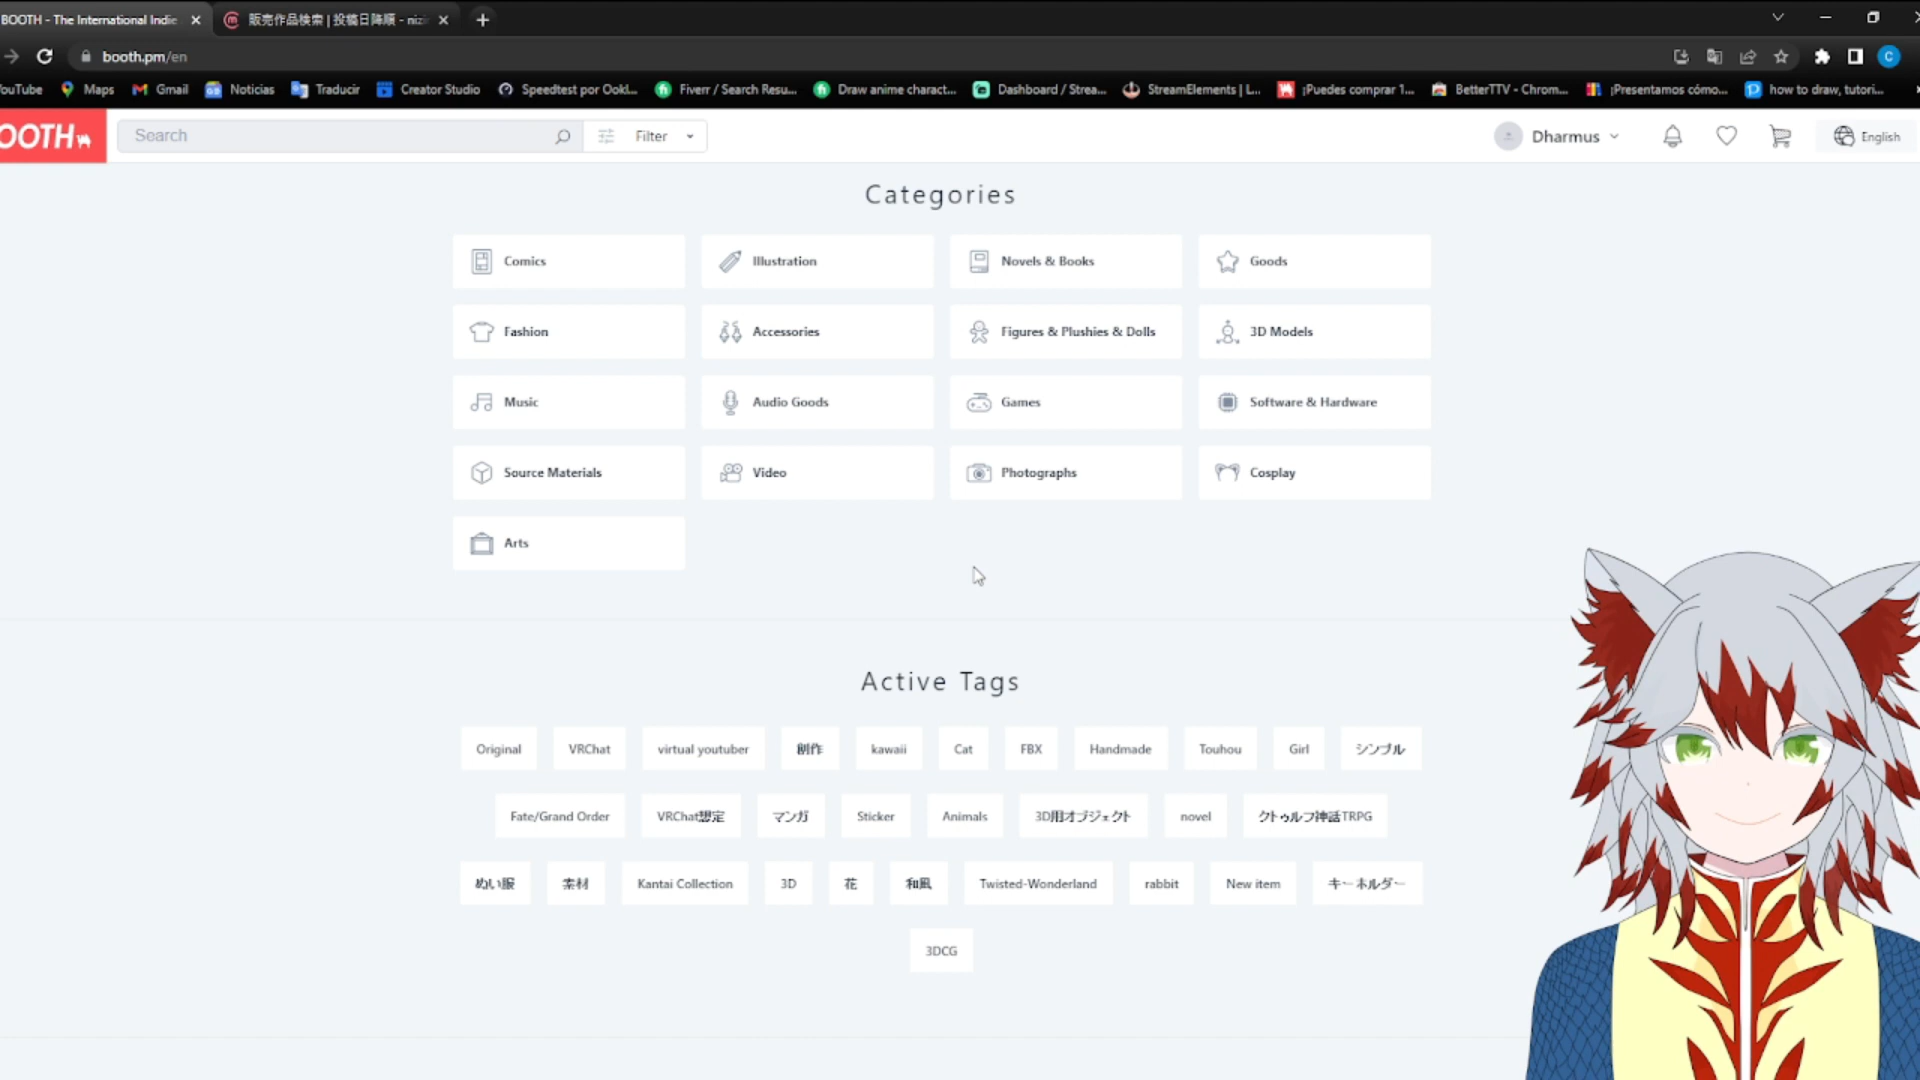 BOOTH - The International Indie
販売作品検索 | 投稿日降順 - nizi
booth.pm/en
ouTube
Maps
Gmail
Noticias
Traducir
Creator Studio
Speedtest por Ookl...
Fiverr / Search Resu...
Draw anime charact...
Dashboard / Strea...
StreamElements | L...
¡Puedes comprar 1...
BetterTTV - Chrom...
¡Presentamos cómo...
how to draw, tutori...
C
OOTH
Search
Filter
Dharmus
English
Categories
Comics
Illustration
Novels & Books
Goods
Fashion
Accessories
Figures & Plushies & Dolls
3D Models
Music
Audio Goods
Games
Software & Hardware
Source Materials
Video
Photographs
Cosplay
Arts
Active Tags
Original
VRChat
virtual youtuber
創作
kawaii
Cat
FBX
Handmade
Touhou
Girl
シンプル
Fate/Grand Order
VRChat想定
マンガ
Sticker
Animals
3D用オブジェクト
novel
クトゥルフ神話TRPG
ぬい服
素材
Kantai Collection
3D
花
和風
Twisted-Wonderland
rabbit
New item
キーホルダー
3DCG